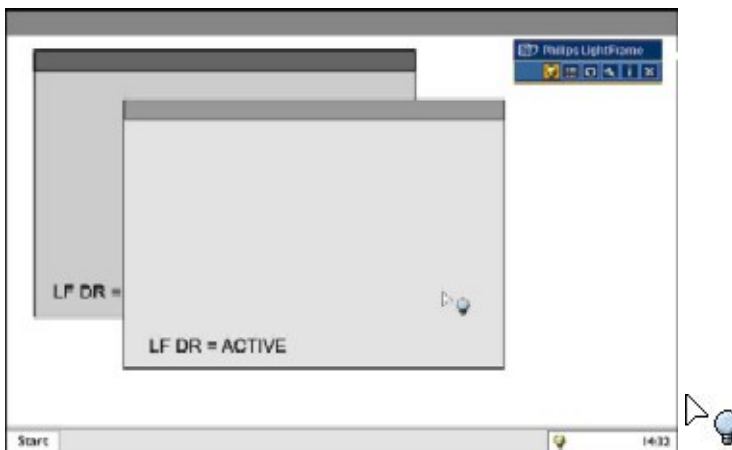 Philips LightFrame
LF DR =
LF DR = ACTIVE
Start
14:33